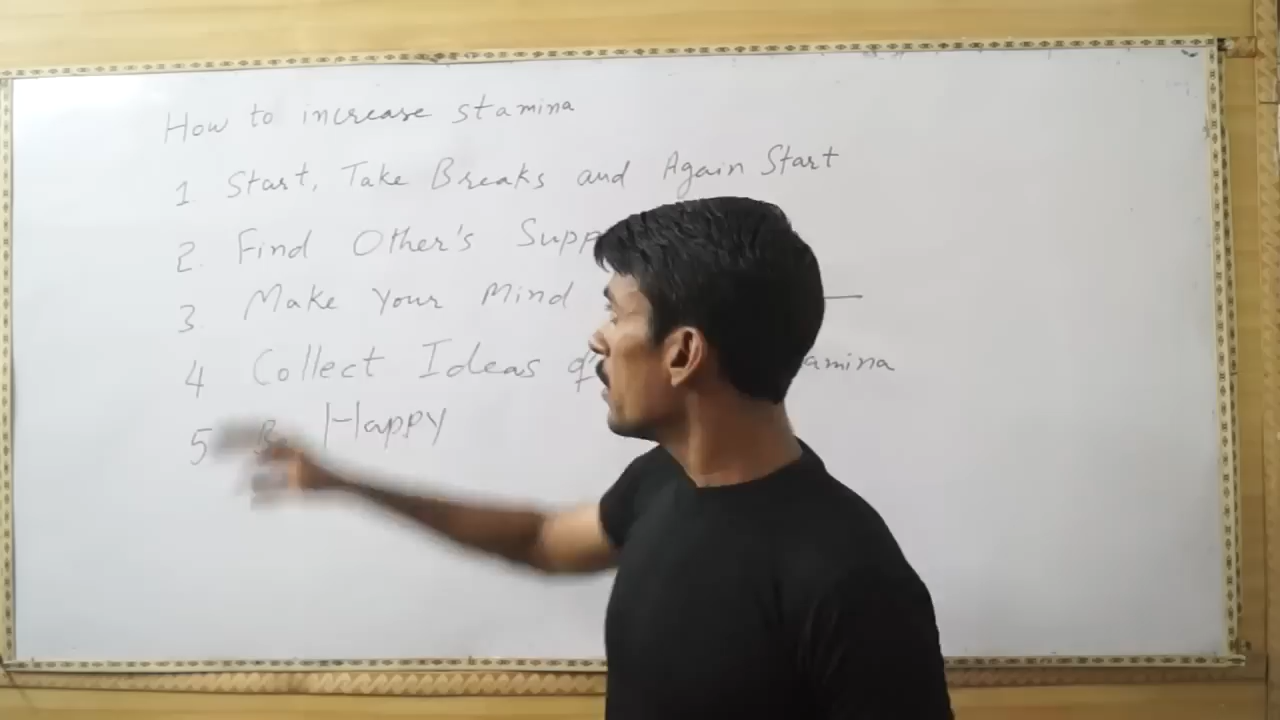 How to increase stamina
1. Start, Take Breaks and Again Start
2. Find Other's
3. Make Your Mind
4 Collect Ideas
5 Happy